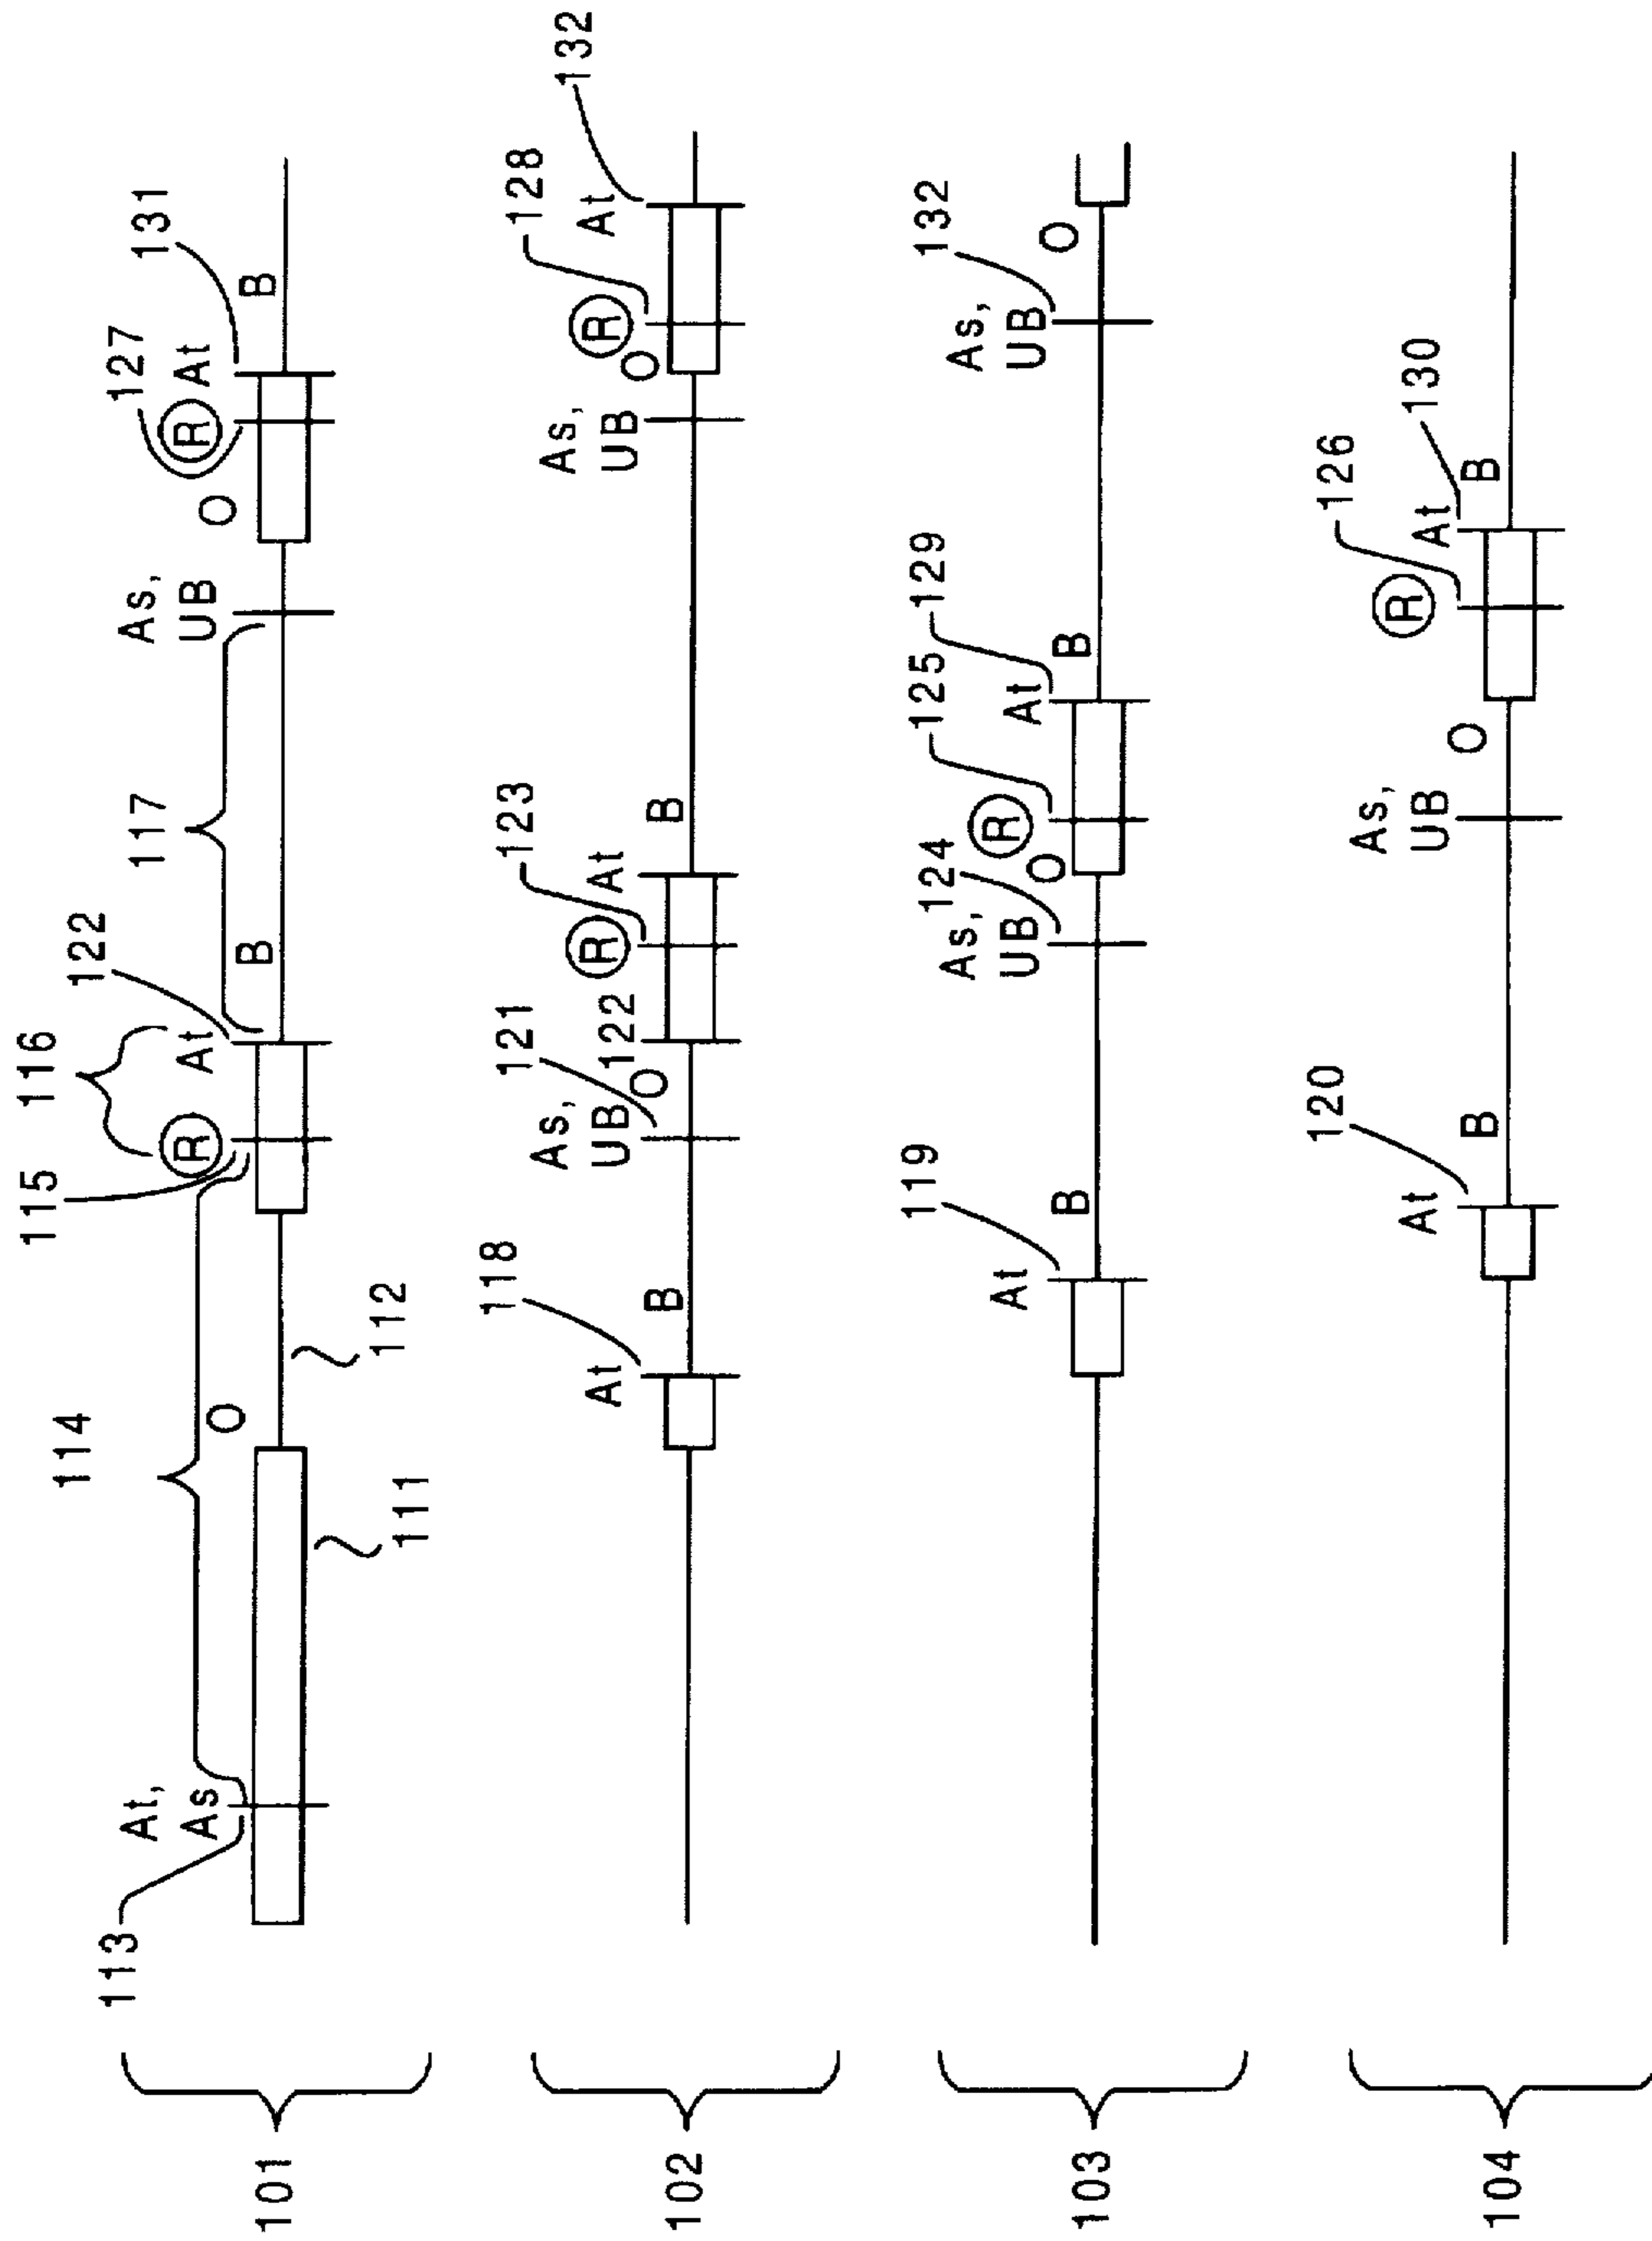 101
113
At,
As
114
O
111
112
115
116
R
At
122
B
117
As,
UB
O
127
R
At
131
B
102
118
At
B
121
As,
UB
O
122
123
R
At
B
As,
UB
O
R
128
At
132
103
119
At
B
124
As,
UB
O
R
125
At
129
B
132
As,
UB
O
104
120
At
B
As,
UB
O
R
126
At
130
B